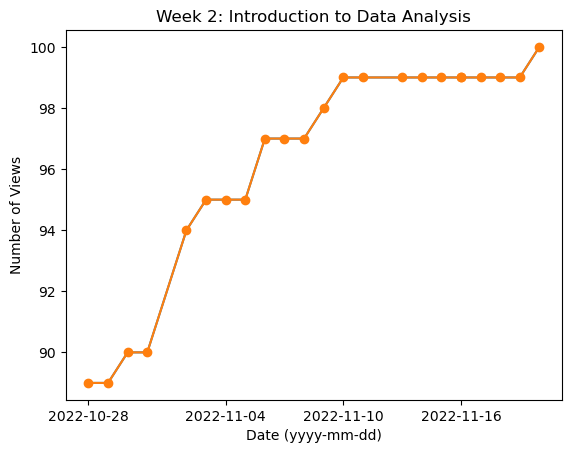 Week 2: Introduction to Data Analysis
100
98
96
94
92
90
Number of Views
2022-10-28 2022-11-04 2022-11-10 2022-11-16
Date (yyyy-mm-dd)